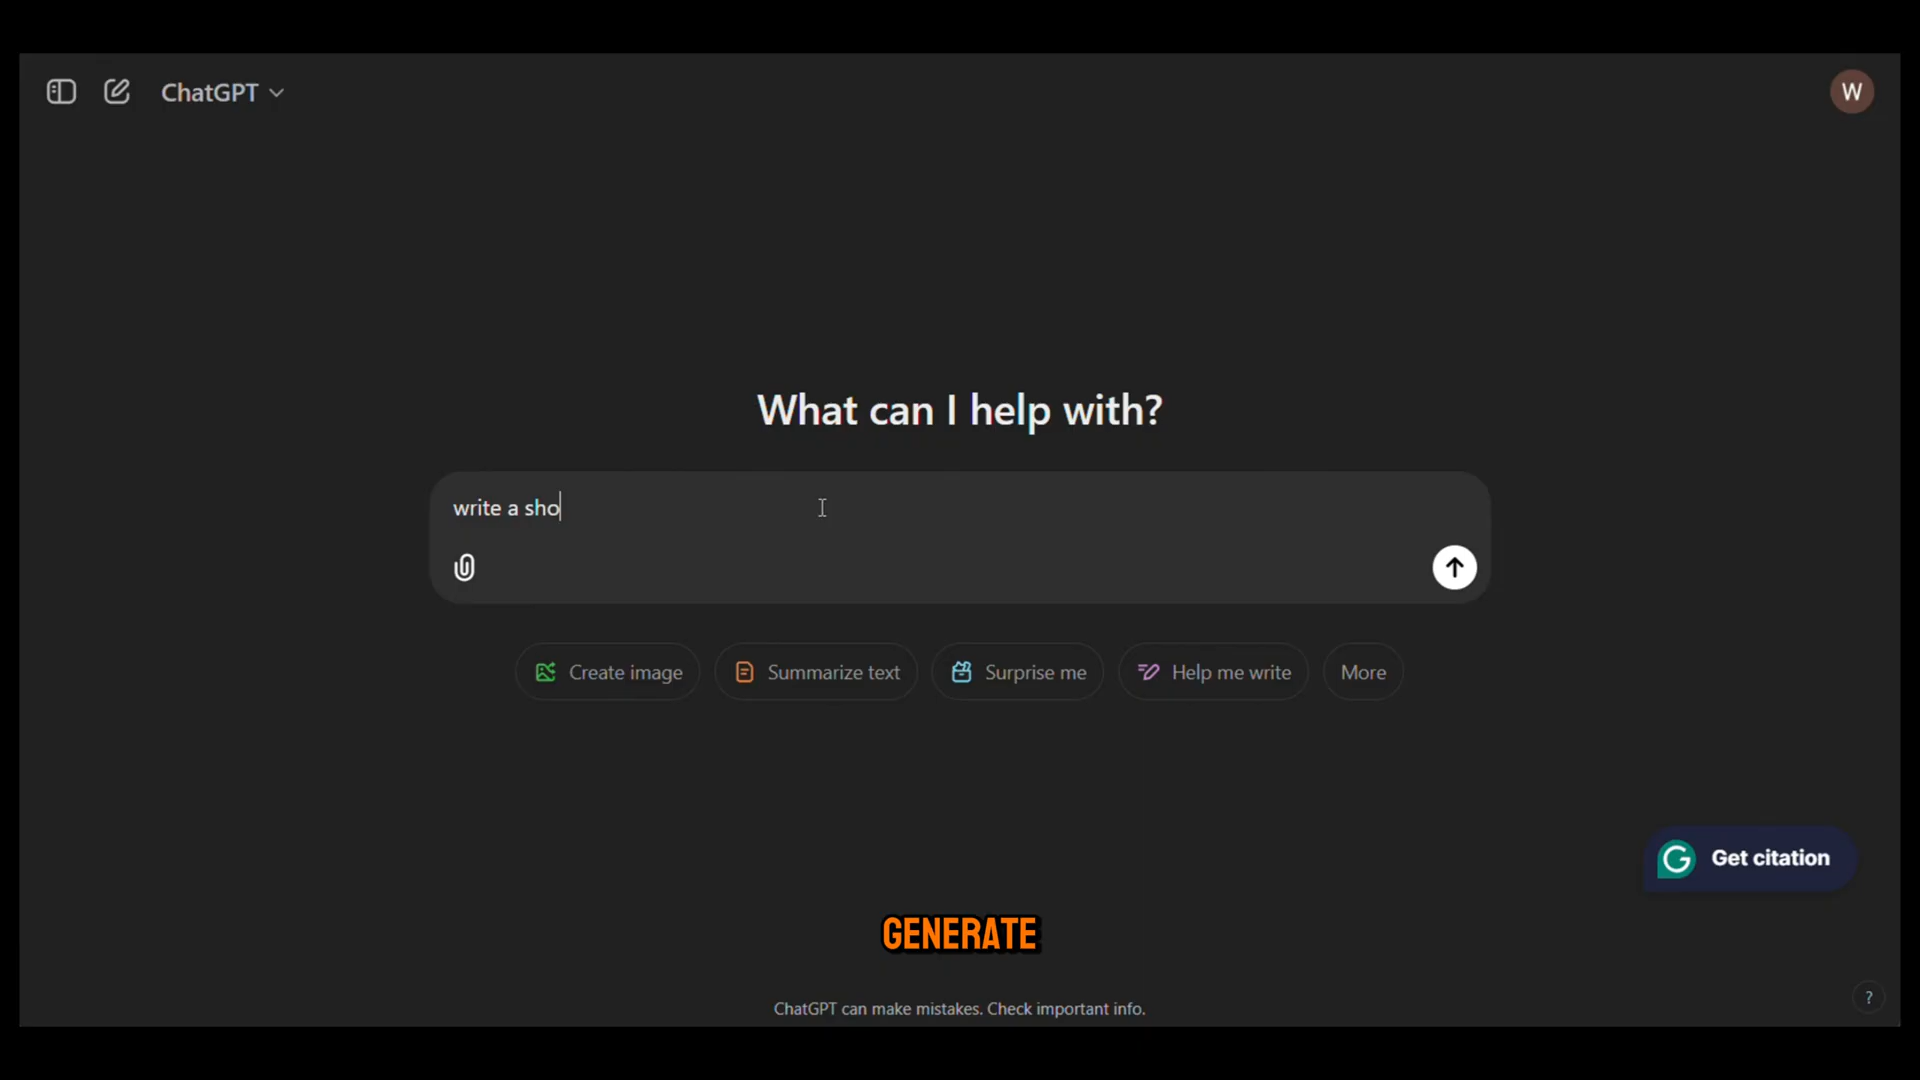 ChatGPT
W
What can I help with?
write a sho
Create image
Summarize text
Surprise me
Help me write
More
G Get citation
GENERATE
ChatGPT can make mistakes. Check important info.
?